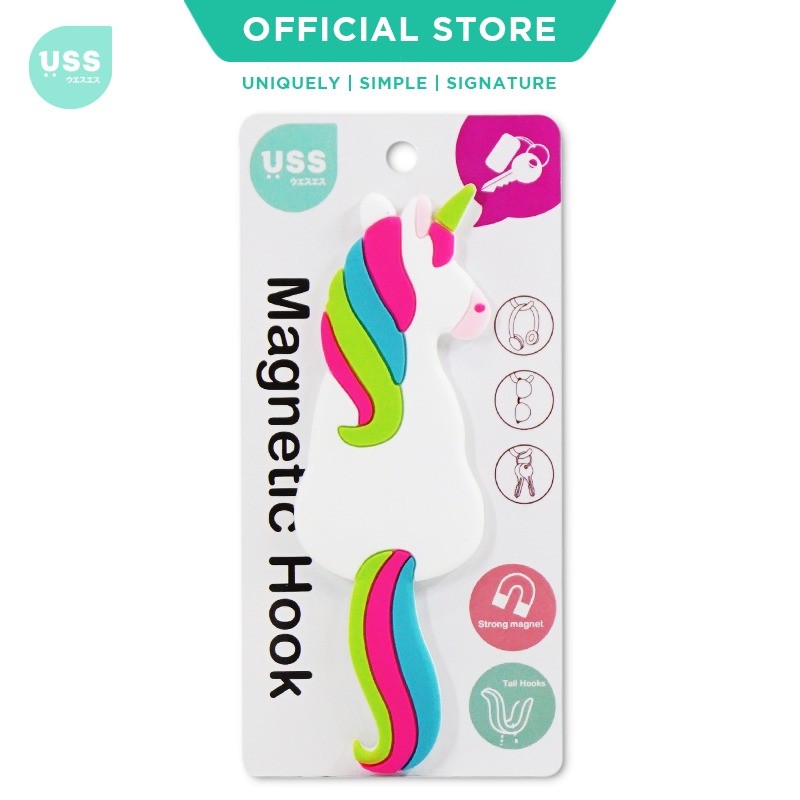 USS
ウエスエス
OFFICIAL STORE
UNIQUELY | SIMPLE | SIGNATURE
USS
ウエスエス
Magnetic Hook
Strong magnet
Tail Hooks